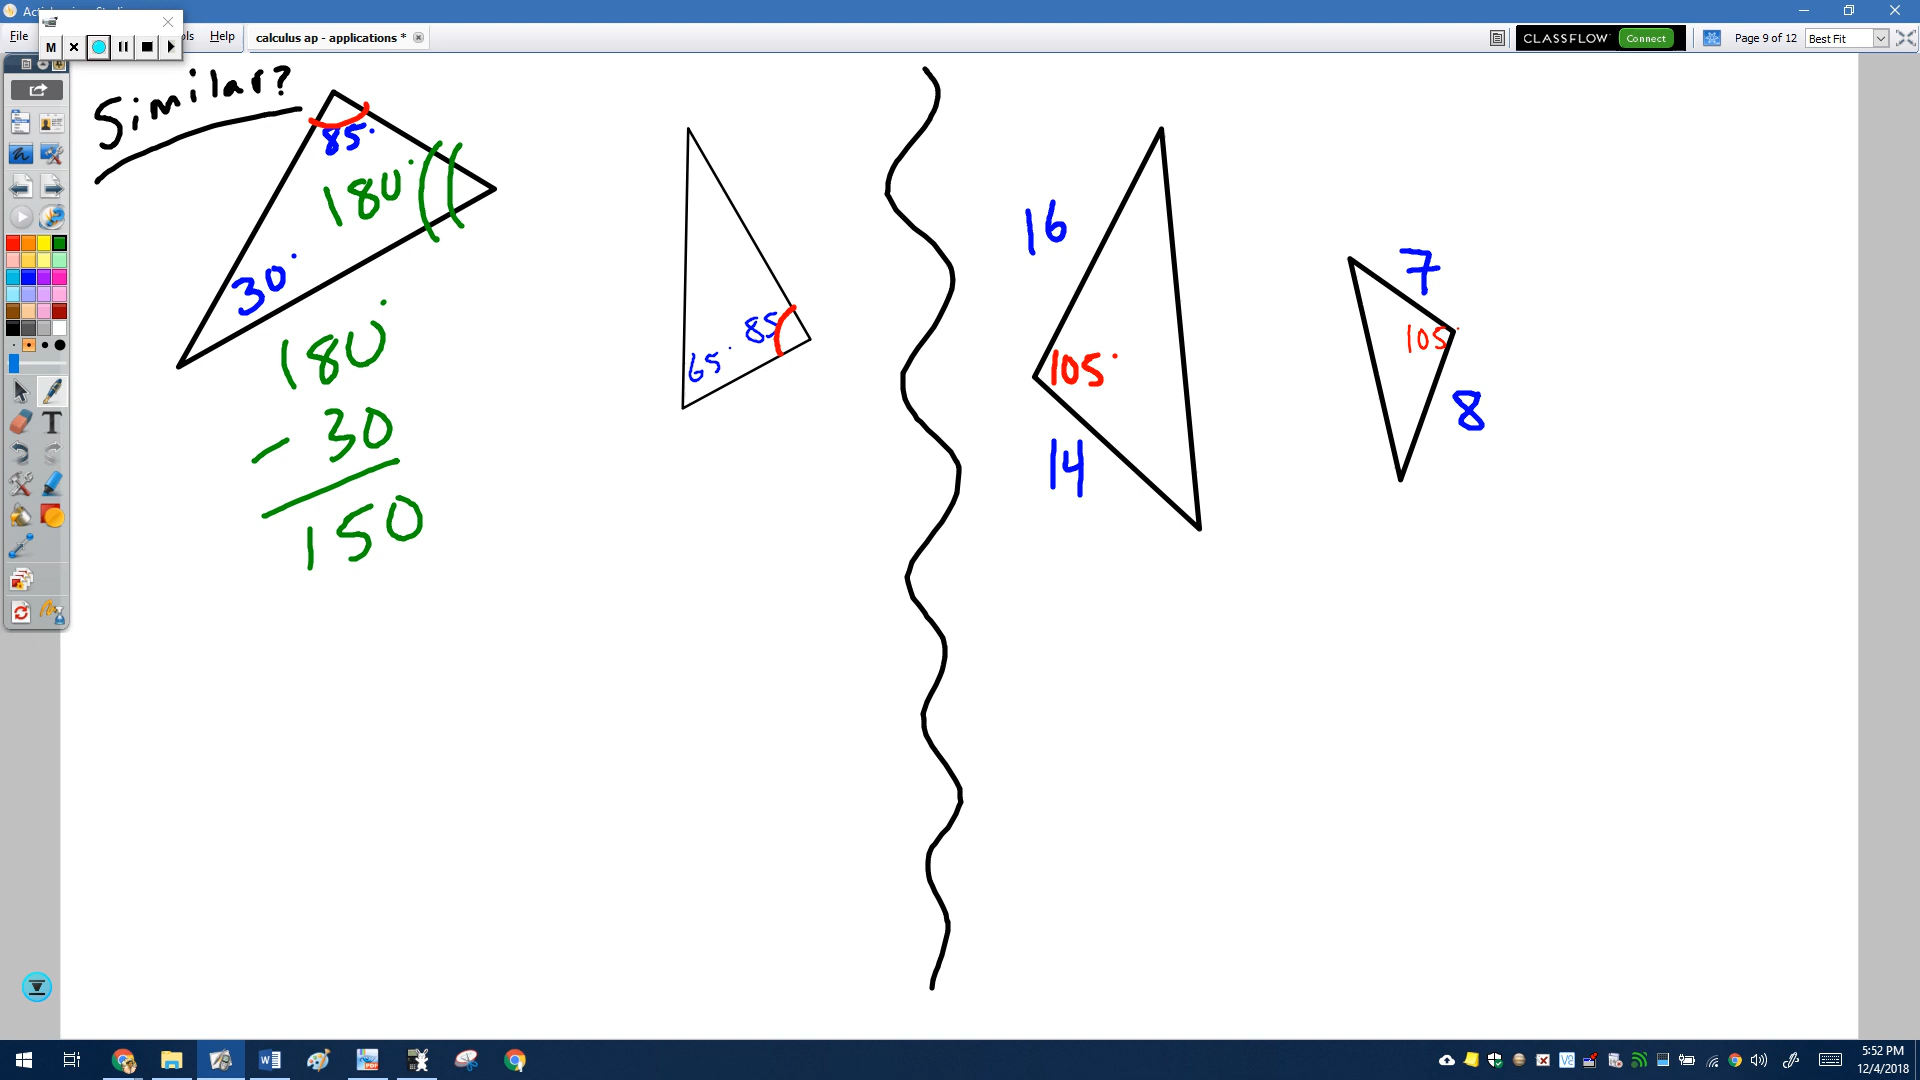 File
Help
calculus ap - applications *
CLASSFLOW
Connect
Page 9 of 12
Best Fit
M
Similar?
85°
180°
30°
180°
- 30
150
85
65°
16
105°
14
7
105°
8
5:52 PM
12/4/2018